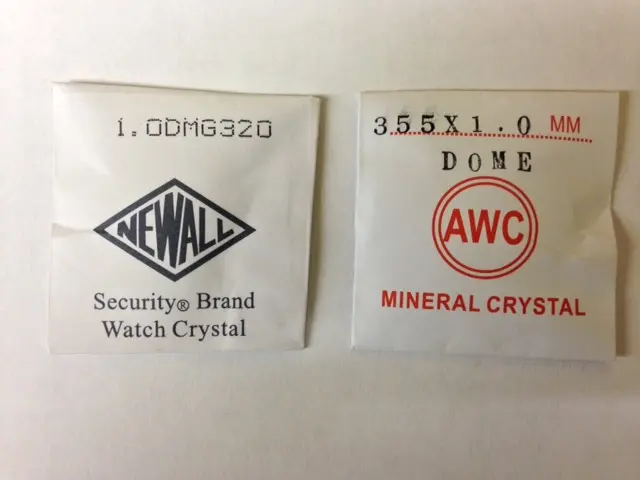 1.0DMG320
NEWALL
Security® Brand
Watch Crystal
355X1.0 MM
DOME
AWC
MINERAL CRYSTAL